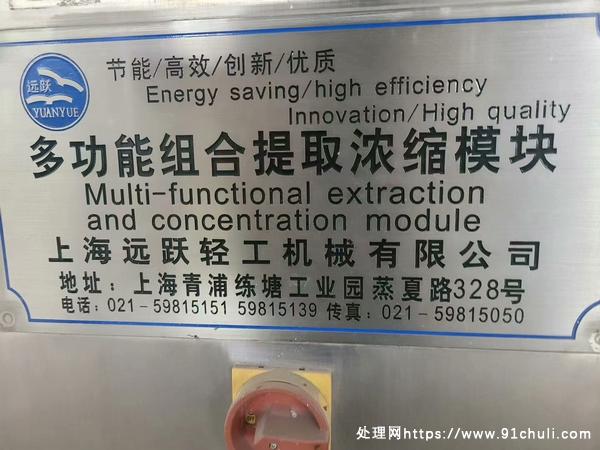 远跃
YUANYUE
节能/高效/创新/优质
Energy saving/high efficiency
Innovation/High quality
多功能组合提取浓缩模块
Multi-functional extraction
and concentration module
上海远跃轻工机械有限公司
地址：上海青浦练塘工业园蒸夏路328号
电话：021-59815151 59815139 传真：021-59815050
处理网https://www.91chuli.com/